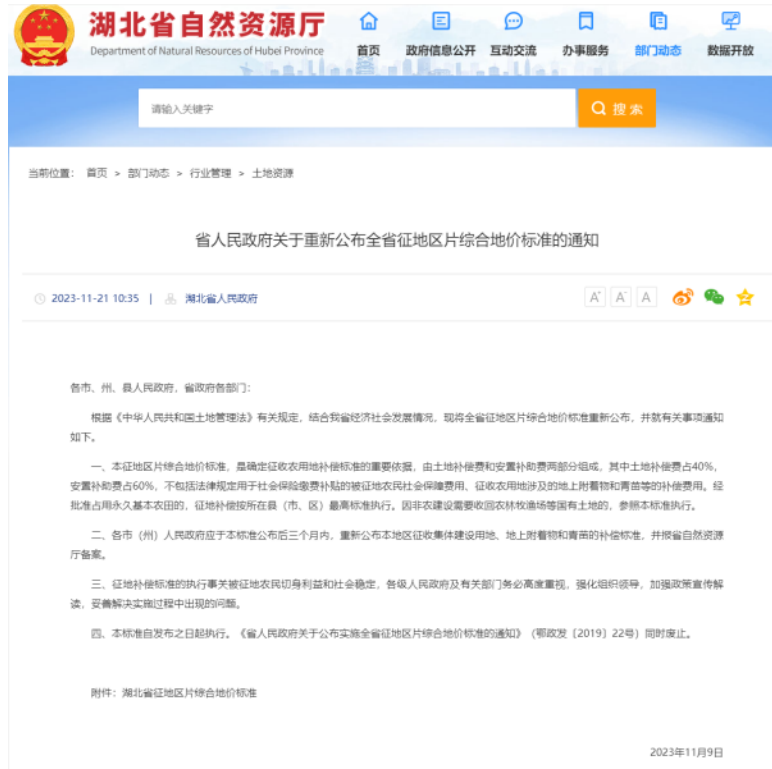 湖北省自然资源厅
Department of Natural Resources of Hubei Province
首页 政府信息公开 互动交流 办事服务 部门动态 数据开放
请输入关键字
搜索
当前位置： 首页 > 部门动态 > 行业管理 > 土地资源
省人民政府关于重新公布全省征地区片综合地价标准的通知
2023-11-21 10:35 | 湖北省人民政府
A+ A- A
各市、州、县人民政府，省政府各部门：
根据《中华人民共和国土地管理法》有关规定，结合我省经济社会发展情况，现将全省征地区片综合地价标准重新公布，并就有关事项通知
如下。
一、本征地区片综合地价标准，是确定征收农用地补偿标准的重要依据，由土地补偿费和安置补助费两部分组成，其中土地补偿费占40%，
安置补助费占60%，不包括法律规定用于社会保险缴费补贴的被征地农民社会保障费用、征收农用地涉及的地上附着物和青苗等的补偿费用。经
批准占用永久基本农田的，征地补偿按所在县（市、区）最高标准执行。因非农建设需要收回农林牧渔场等国有土地的，参照本标准执行。
二、各市（州）人民政府应于本标准公布后三个月内，重新公布本地区征收集体建设用地、地上附着物和青苗的补偿标准，并报省自然资源
厅备案。
三、征地补偿标准的执行事关被征地农民切身利益和社会稳定，各级人民政府及有关部门务必高度重视，强化组织领导，加强政策宣传解
读，妥善解决实施过程中出现的问题。
四、本标准自发布之日起执行。《省人民政府关于公布实施全省征地区片综合地价标准的通知》（鄂政发〔2019〕22号）同时废止。
附件：湖北省征地区片综合地价标准
2023年11月9日